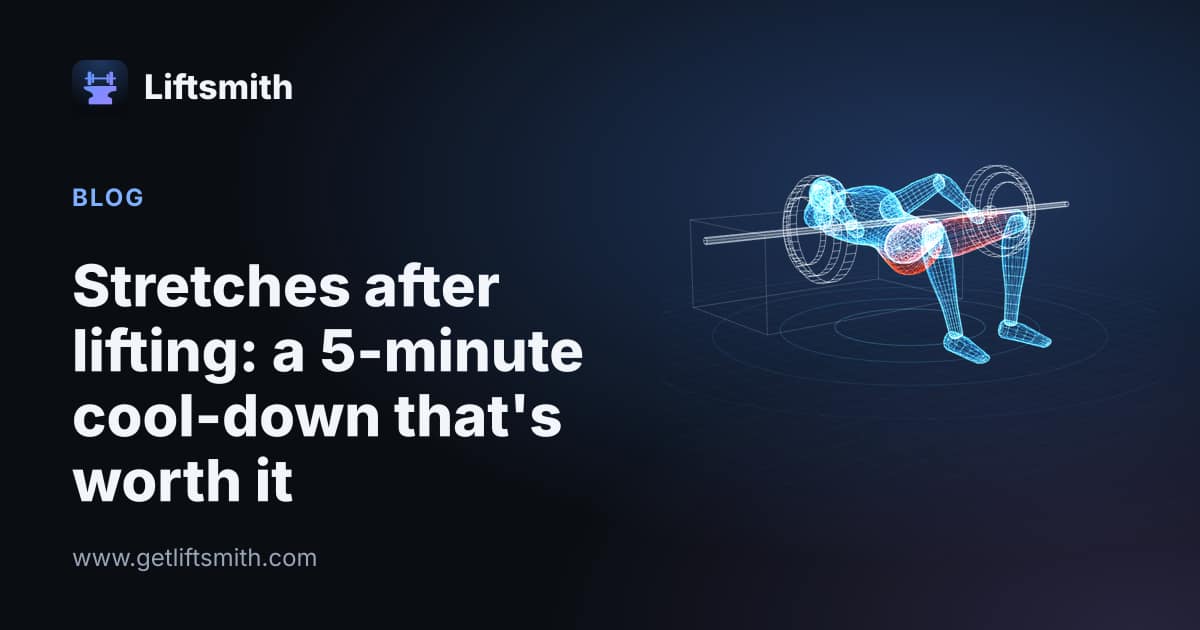 Liftsmith
BLOG
Stretches after
lifting: a 5-minute
cool-down that's
worth it
www.getliftsmith.com